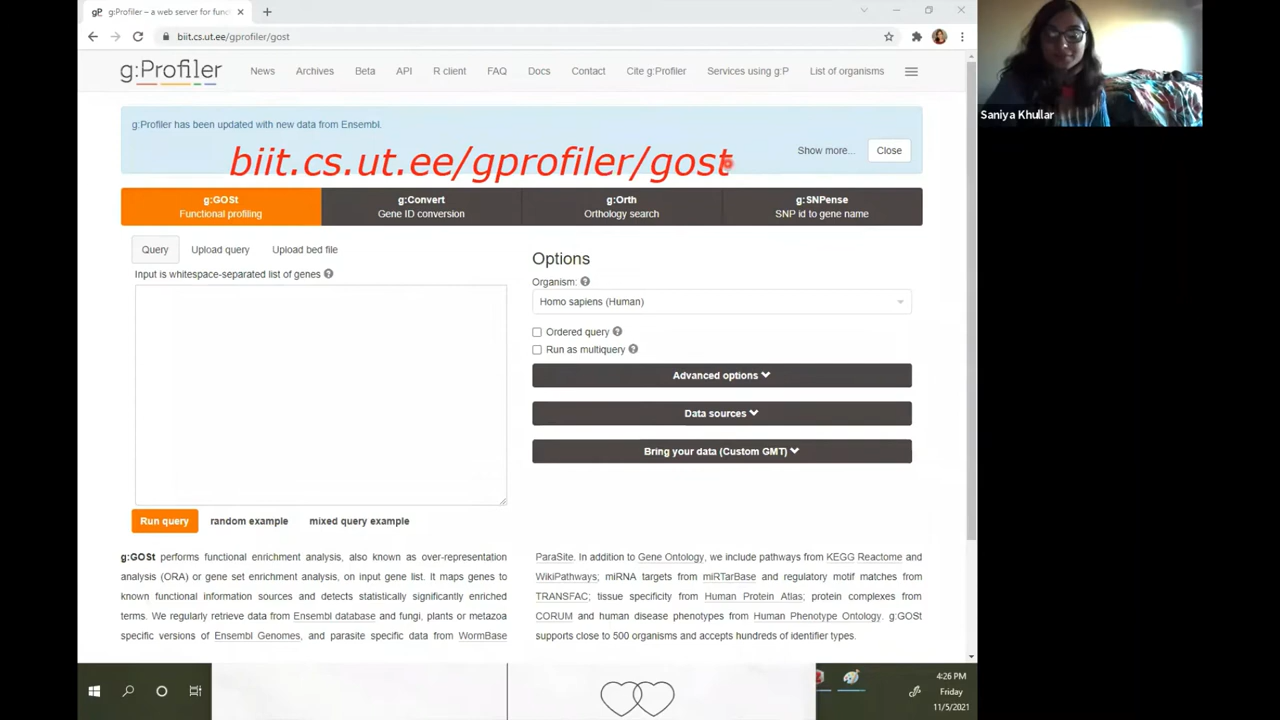 g:Profiler – a web server for func
biit.cs.ut.ee/gprofiler/gost
g:Profiler
News
Archives
Beta
API
R client
FAQ
Docs
Contact
Cite g:Profiler
Services using g:P
List of organisms
Saniya Khullar
g:Profiler has been updated with new data from Ensembl.
Show more...
Close
biit.cs.ut.ee/gprofiler/gost
g:GOSt
Functional profiling
g:Convert
Gene ID conversion
g:Orth
Orthology search
g:SNPense
SNP id to gene name
Query
Upload query
Upload bed file
Input is whitespace-separated list of genes
Options
Organism:
Homo sapiens (Human)
Ordered query
Run as multiquery
Advanced options
Data sources
Bring your data (Custom GMT)
Run query
random example
mixed query example
g:GOSt performs functional enrichment analysis, also known as over-representation
analysis (ORA) or gene set enrichment analysis, on input gene list. It maps genes to
known functional information sources and detects statistically significantly enriched
terms. We regularly retrieve data from Ensembl database and fungi, plants or metazoa
specific versions of Ensembl Genomes, and parasite specific data from WormBase
ParaSite. In addition to Gene Ontology, we include pathways from KEGG Reactome and
WikiPathways; miRNA targets from miRTarBase and regulatory motif matches from
TRANSFAC; tissue specificity from Human Protein Atlas; protein complexes from
CORUM and human disease phenotypes from Human Phenotype Ontology. g:GOSt
supports close to 500 organisms and accepts hundreds of identifier types.
4:26 PM
Friday
11/5/2021